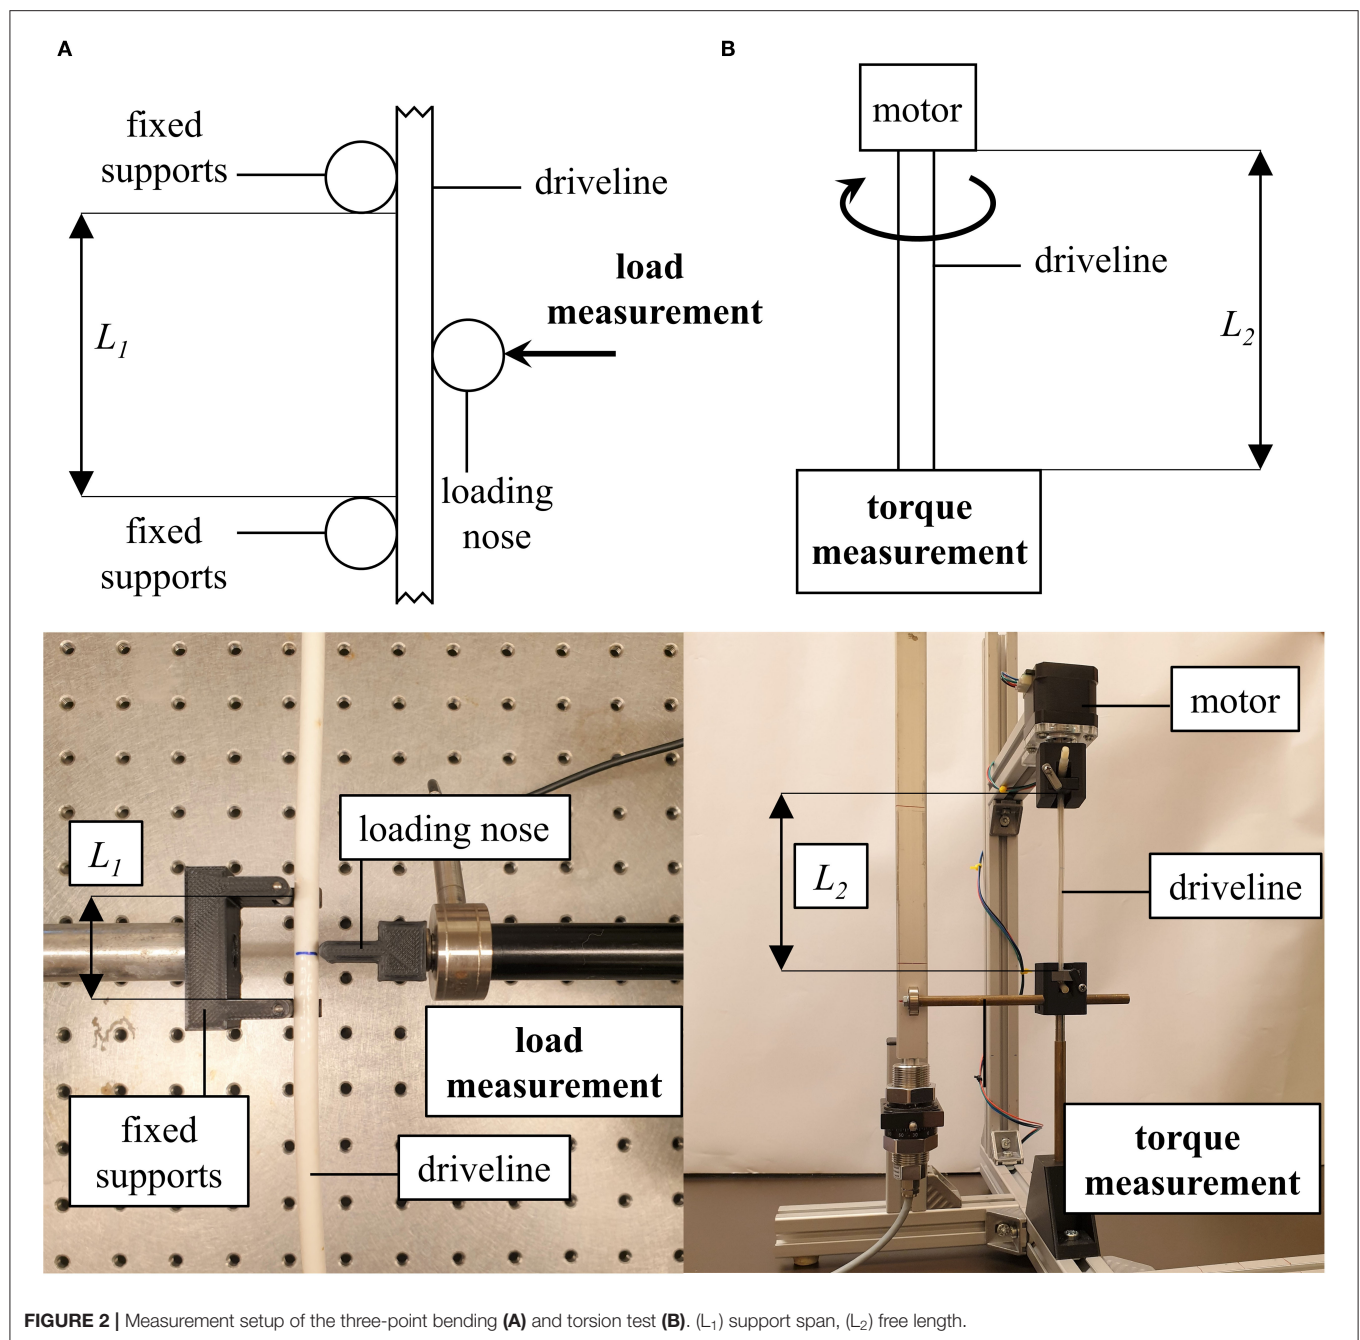 A
B
fixed
supports
driveline
load
measurement
L1
loading
nose
fixed
supports
motor
driveline
L2
torque
measurement
L1
loading nose
load
measurement
fixed
supports
driveline
motor
L2
driveline
torque
measurement
FIGURE 2 | Measurement setup of the three-point bending (A) and torsion test (B). (L1) support span, (L2) free length.